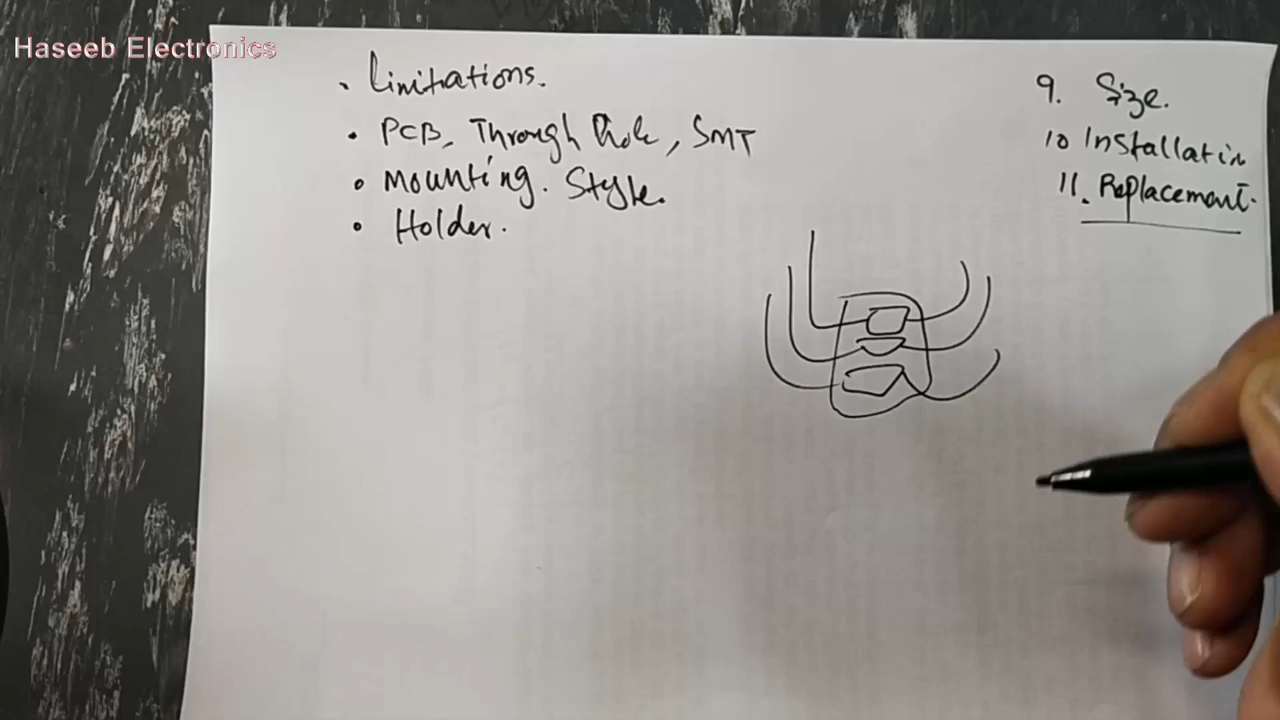 Haseeb Electronics
. Limitations.
• PCB, Through Hole, SMT
• Mounting. Style.
• Holder.
9. Size.
10 Installatin
11. Replacement.